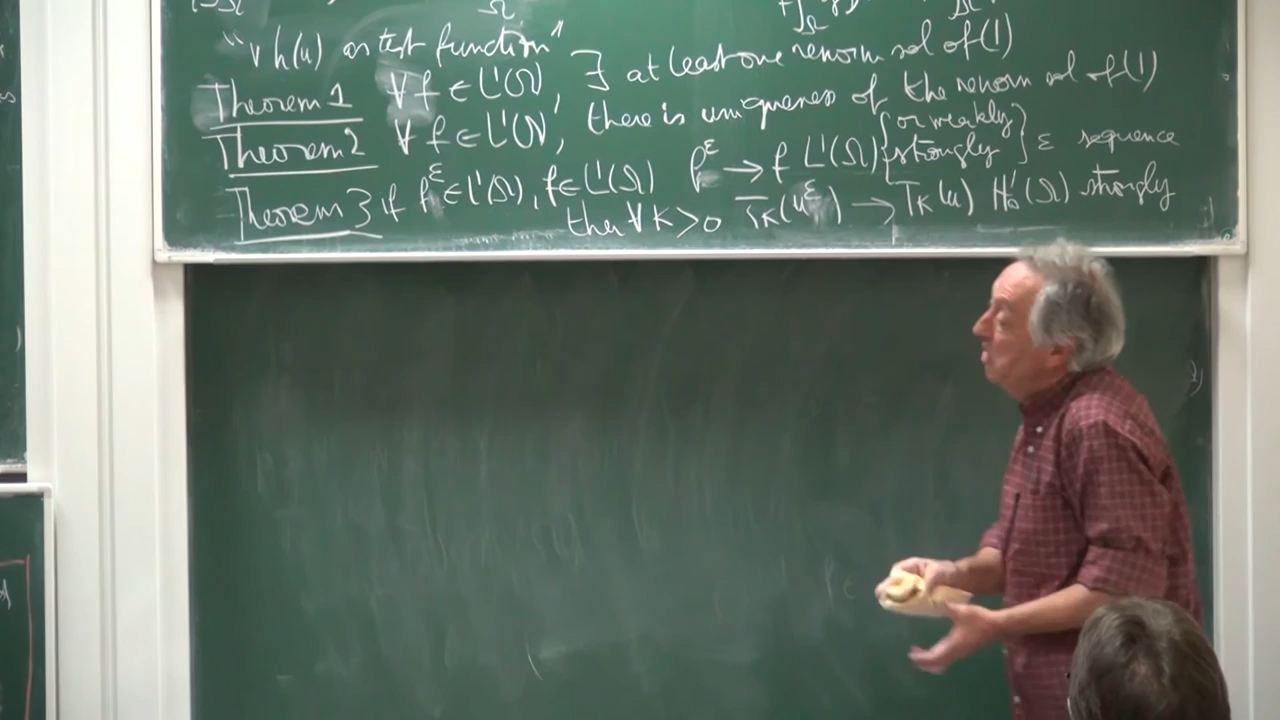 "v h(u) as test function"
Theorem 1 ∀ f ∈ L¹(Ω), ∃ at least one renorm sol of (1)
Theorem 2 ∀ f ∈ L¹(Ω), there is uniqueness of the renorm sol of (1)
Theorem 3 if f^ε ∈ L¹(Ω), f ∈ L¹(Ω) f^ε → f L¹(Ω) {strongly (or weakly} ε sequence
then ∀ K>0 T_K(u^ε) → T_K(u) H¹₀(Ω) strongly